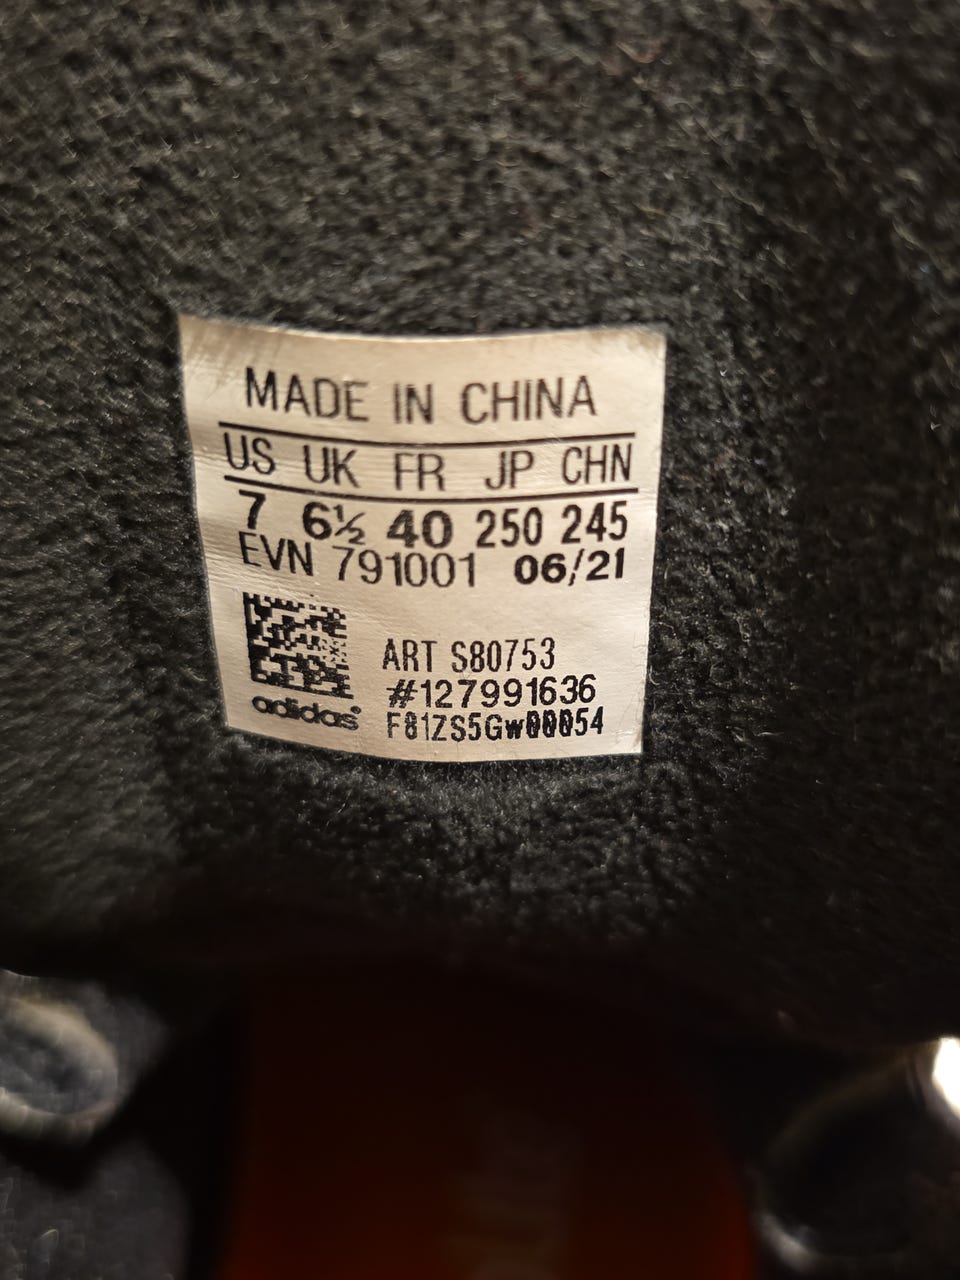 MADE IN CHINA
US UK FR JP CHN
7 6½ 40 250 245
EVN 791001 06/21
ART S80753
#127991636
adidas®
F81ZS5Gw00054